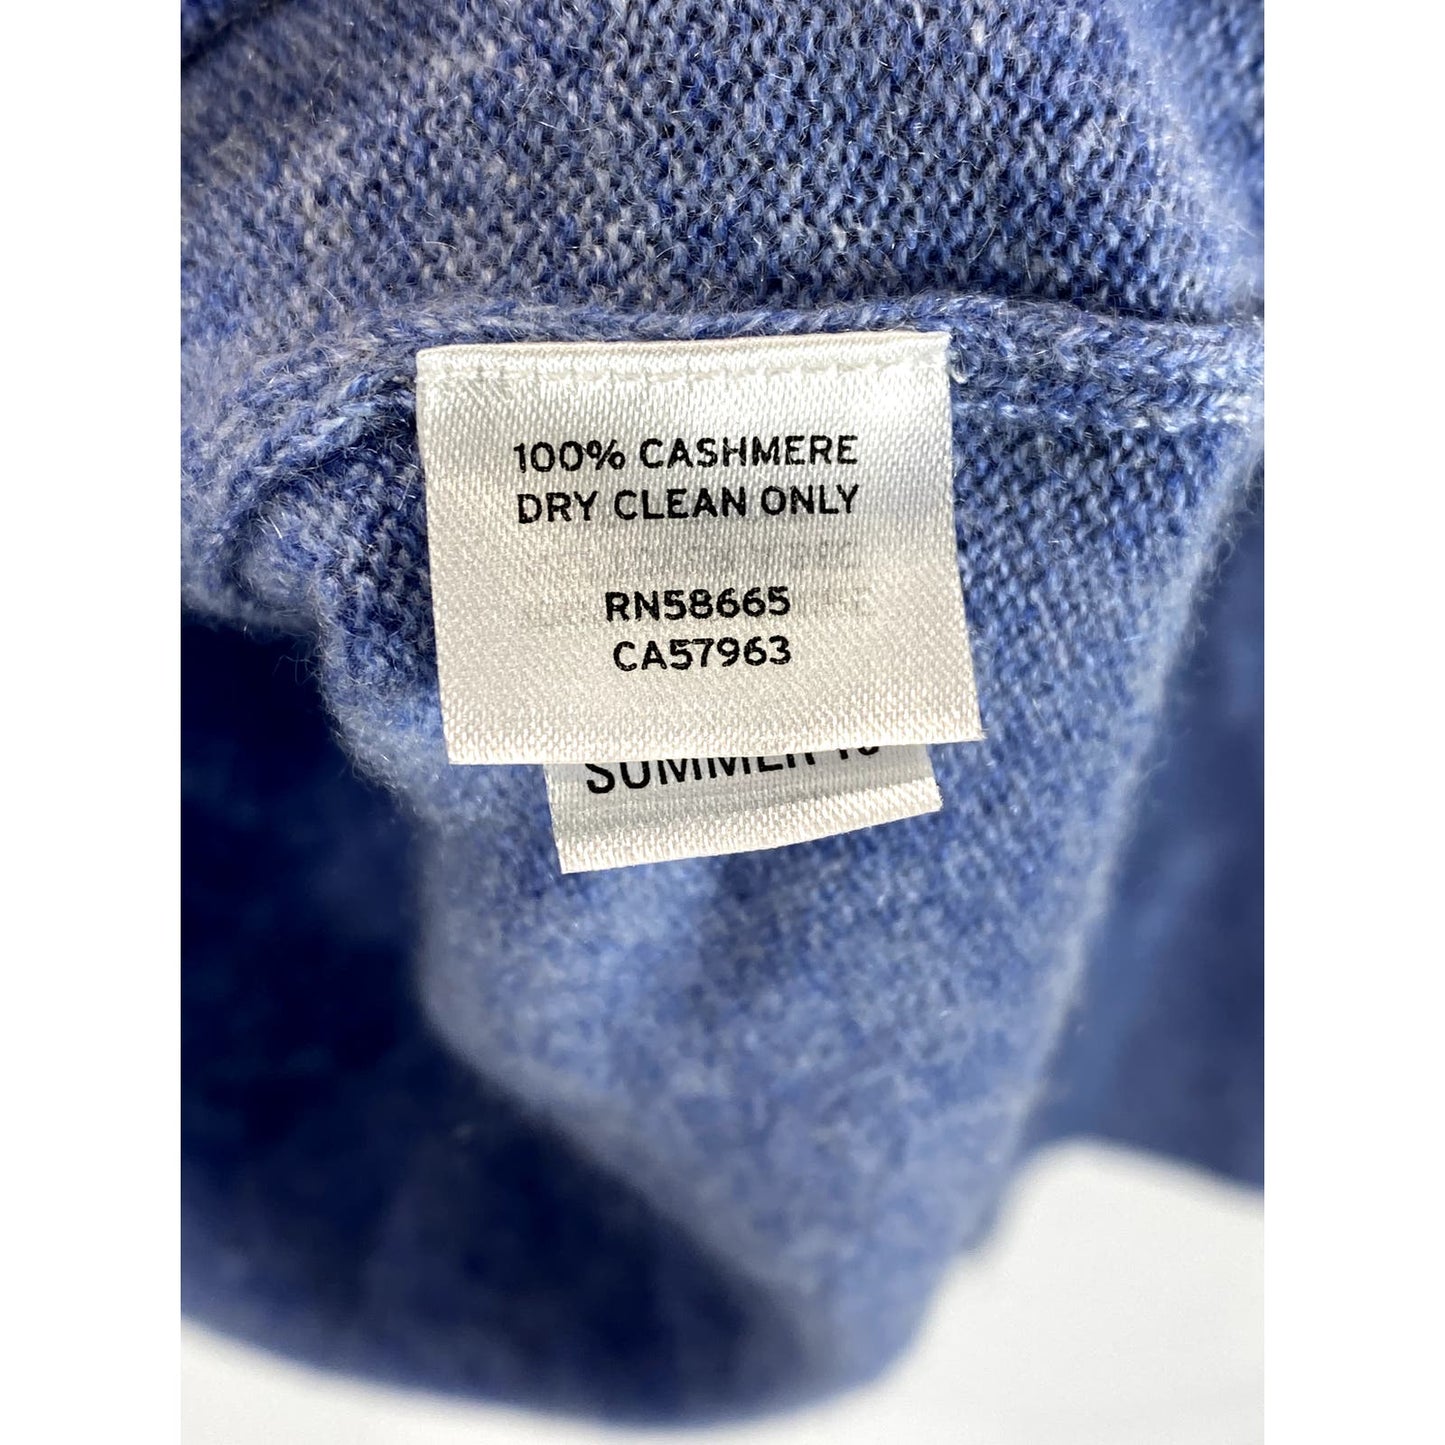 100% CASHMERE
DRY CLEAN ONLY
RN58665
CA57963
SUMMER